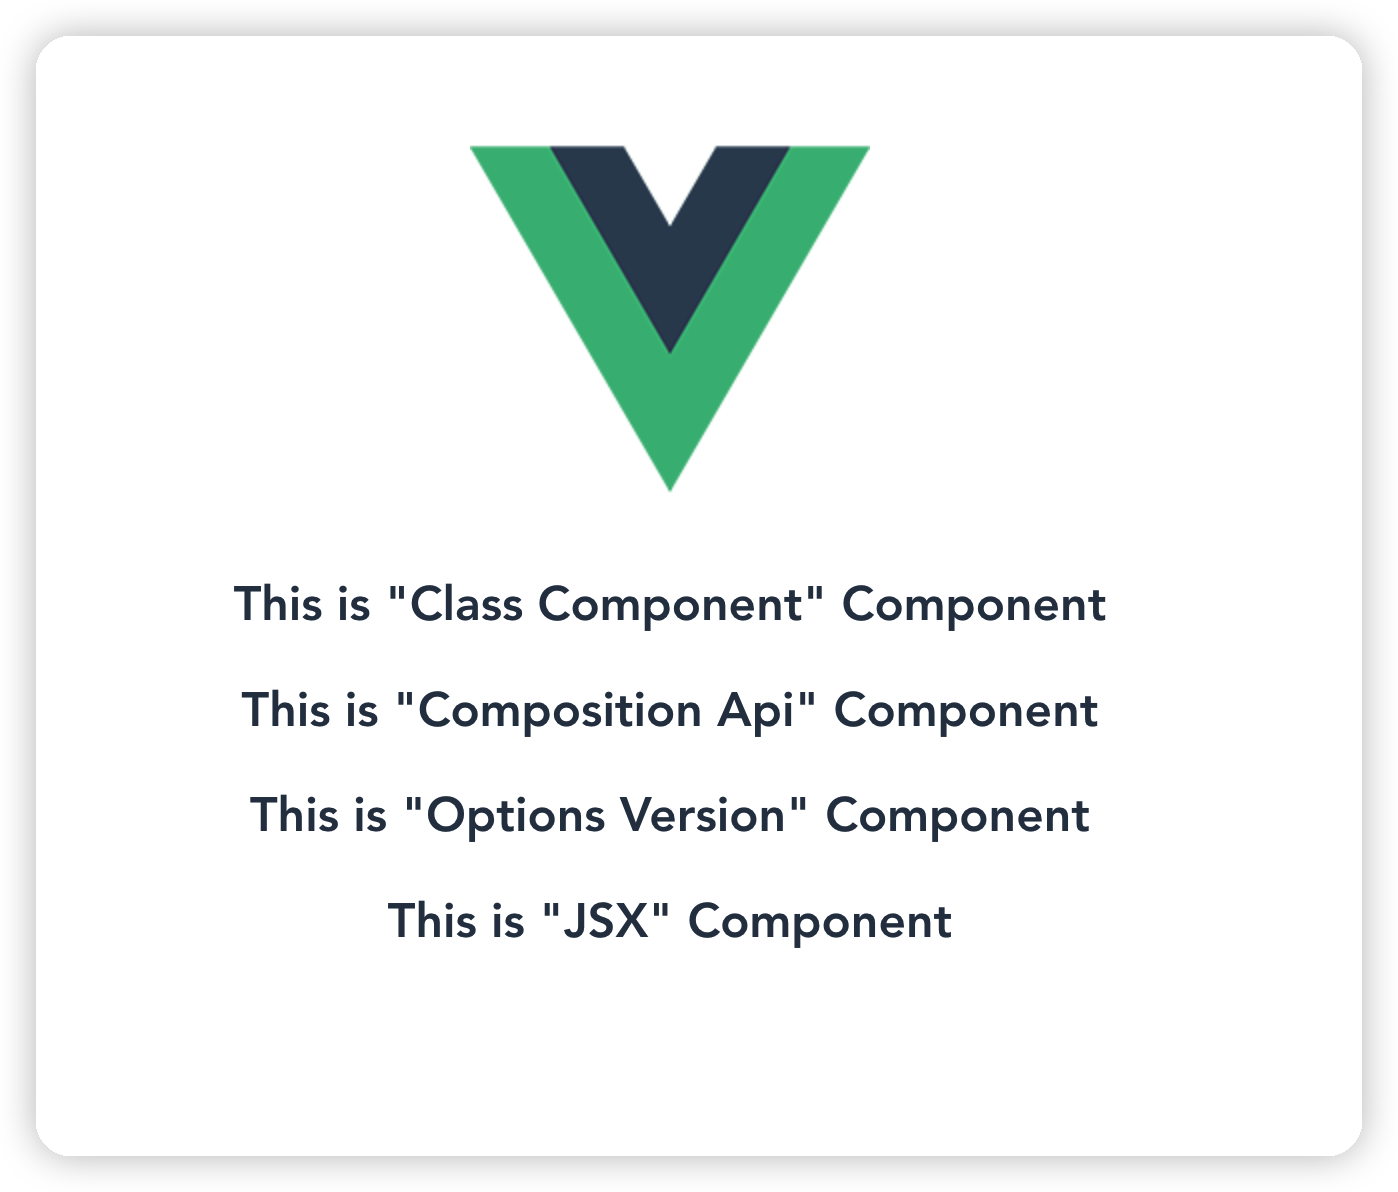 This is "Class Component" Component
This is "Composition Api" Component
This is "Options Version" Component
This is "JSX" Component